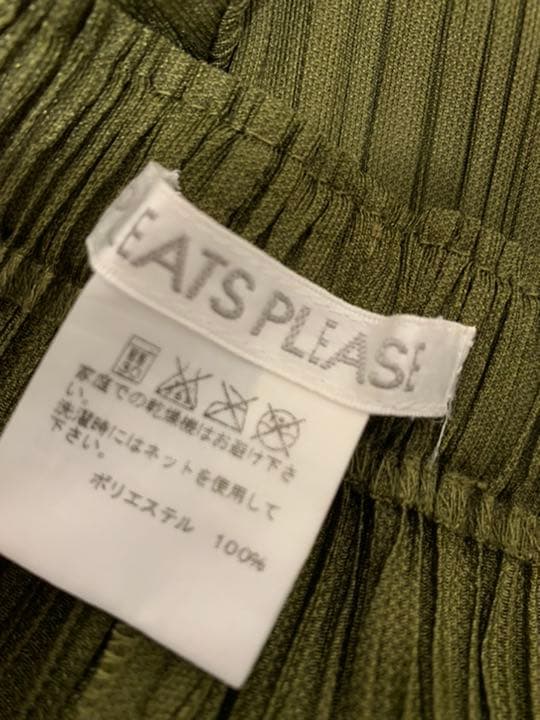 EATS PLEASE
家庭での乾燥機はお避け下さ
い。
洗濯時にはネットを使用して
下さい。
ポリエステル 100%